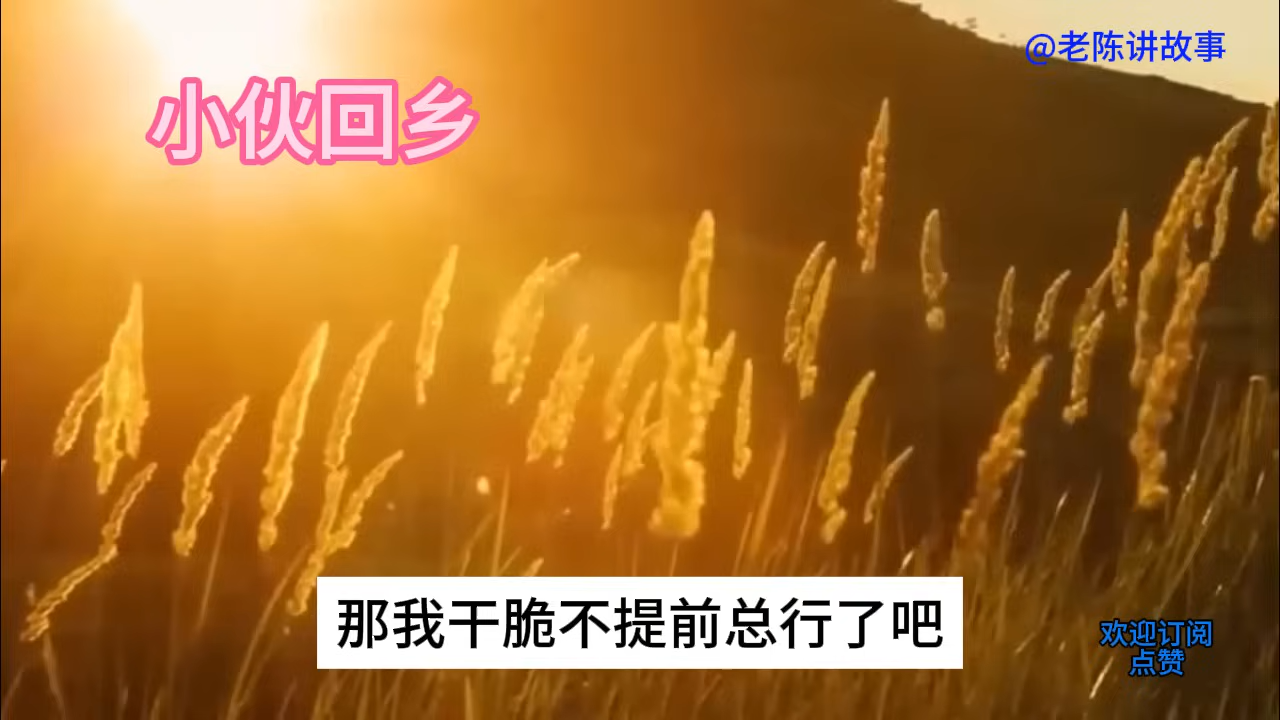 @老陈讲故事
小伙回乡
那我干脆不提前总行了吧
欢迎订阅
点赞